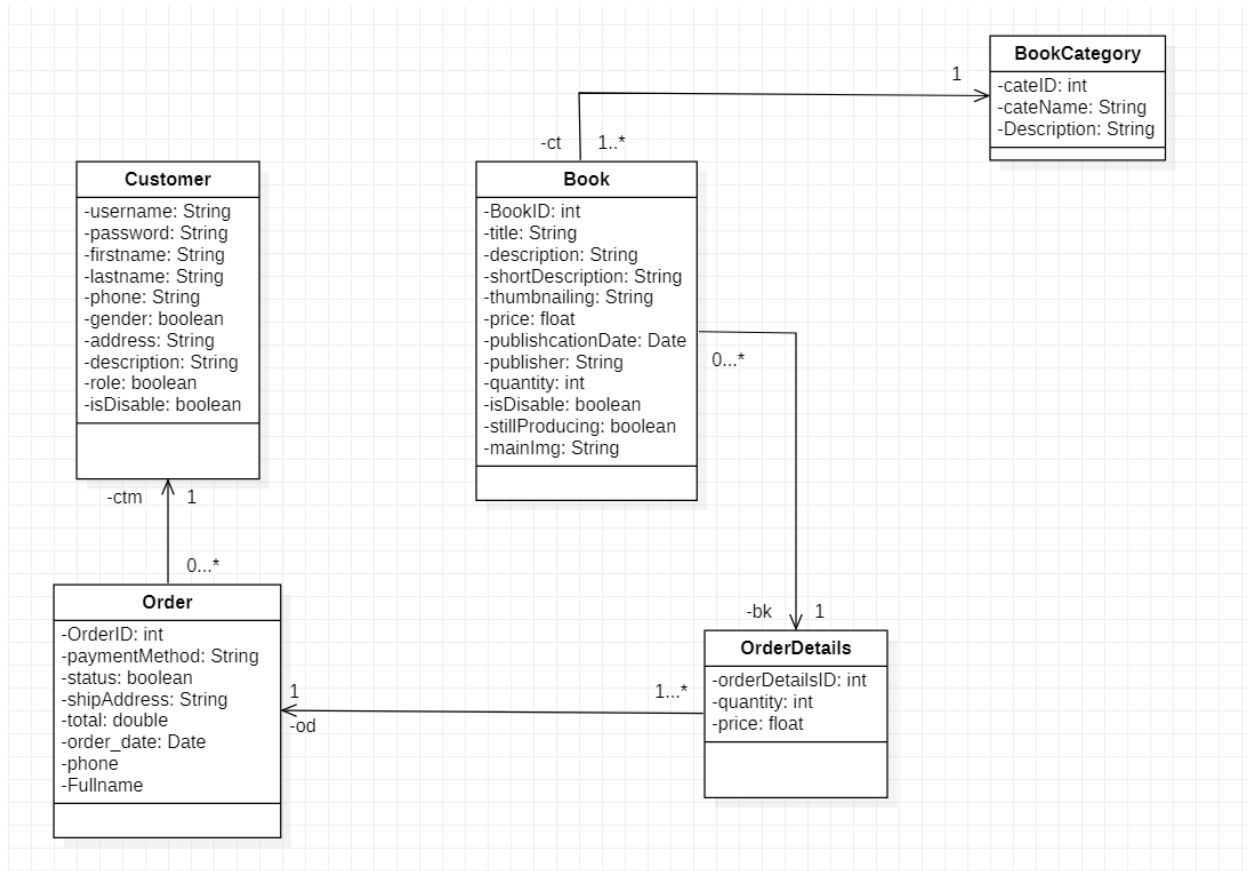 BookCategory
-cateID: int
-cateName: String
-Description: String
1
-ct
1..*
Customer
-username: String
-password: String
-firstname: String
-lastname: String
-phone: String
-gender: boolean
-address: String
-description: String
-role: boolean
-isDisable: boolean
Book
-BookID: int
-title: String
-description: String
-shortDescription: String
-thumbnailing: String
-price: float
-publishcationDate: Date
-publisher: String
-quantity: int
-isDisable: boolean
-stillProducing: boolean
-mainImg: String
0...*
-ctm
1
0...*
Order
-OrderID: int
-paymentMethod: String
-status: boolean
-shipAddress: String
-total: double
-order_date: Date
-phone
-Fullname
1
-od
1...*
-bk
1
OrderDetails
-orderDetailsID: int
-quantity: int
-price: float